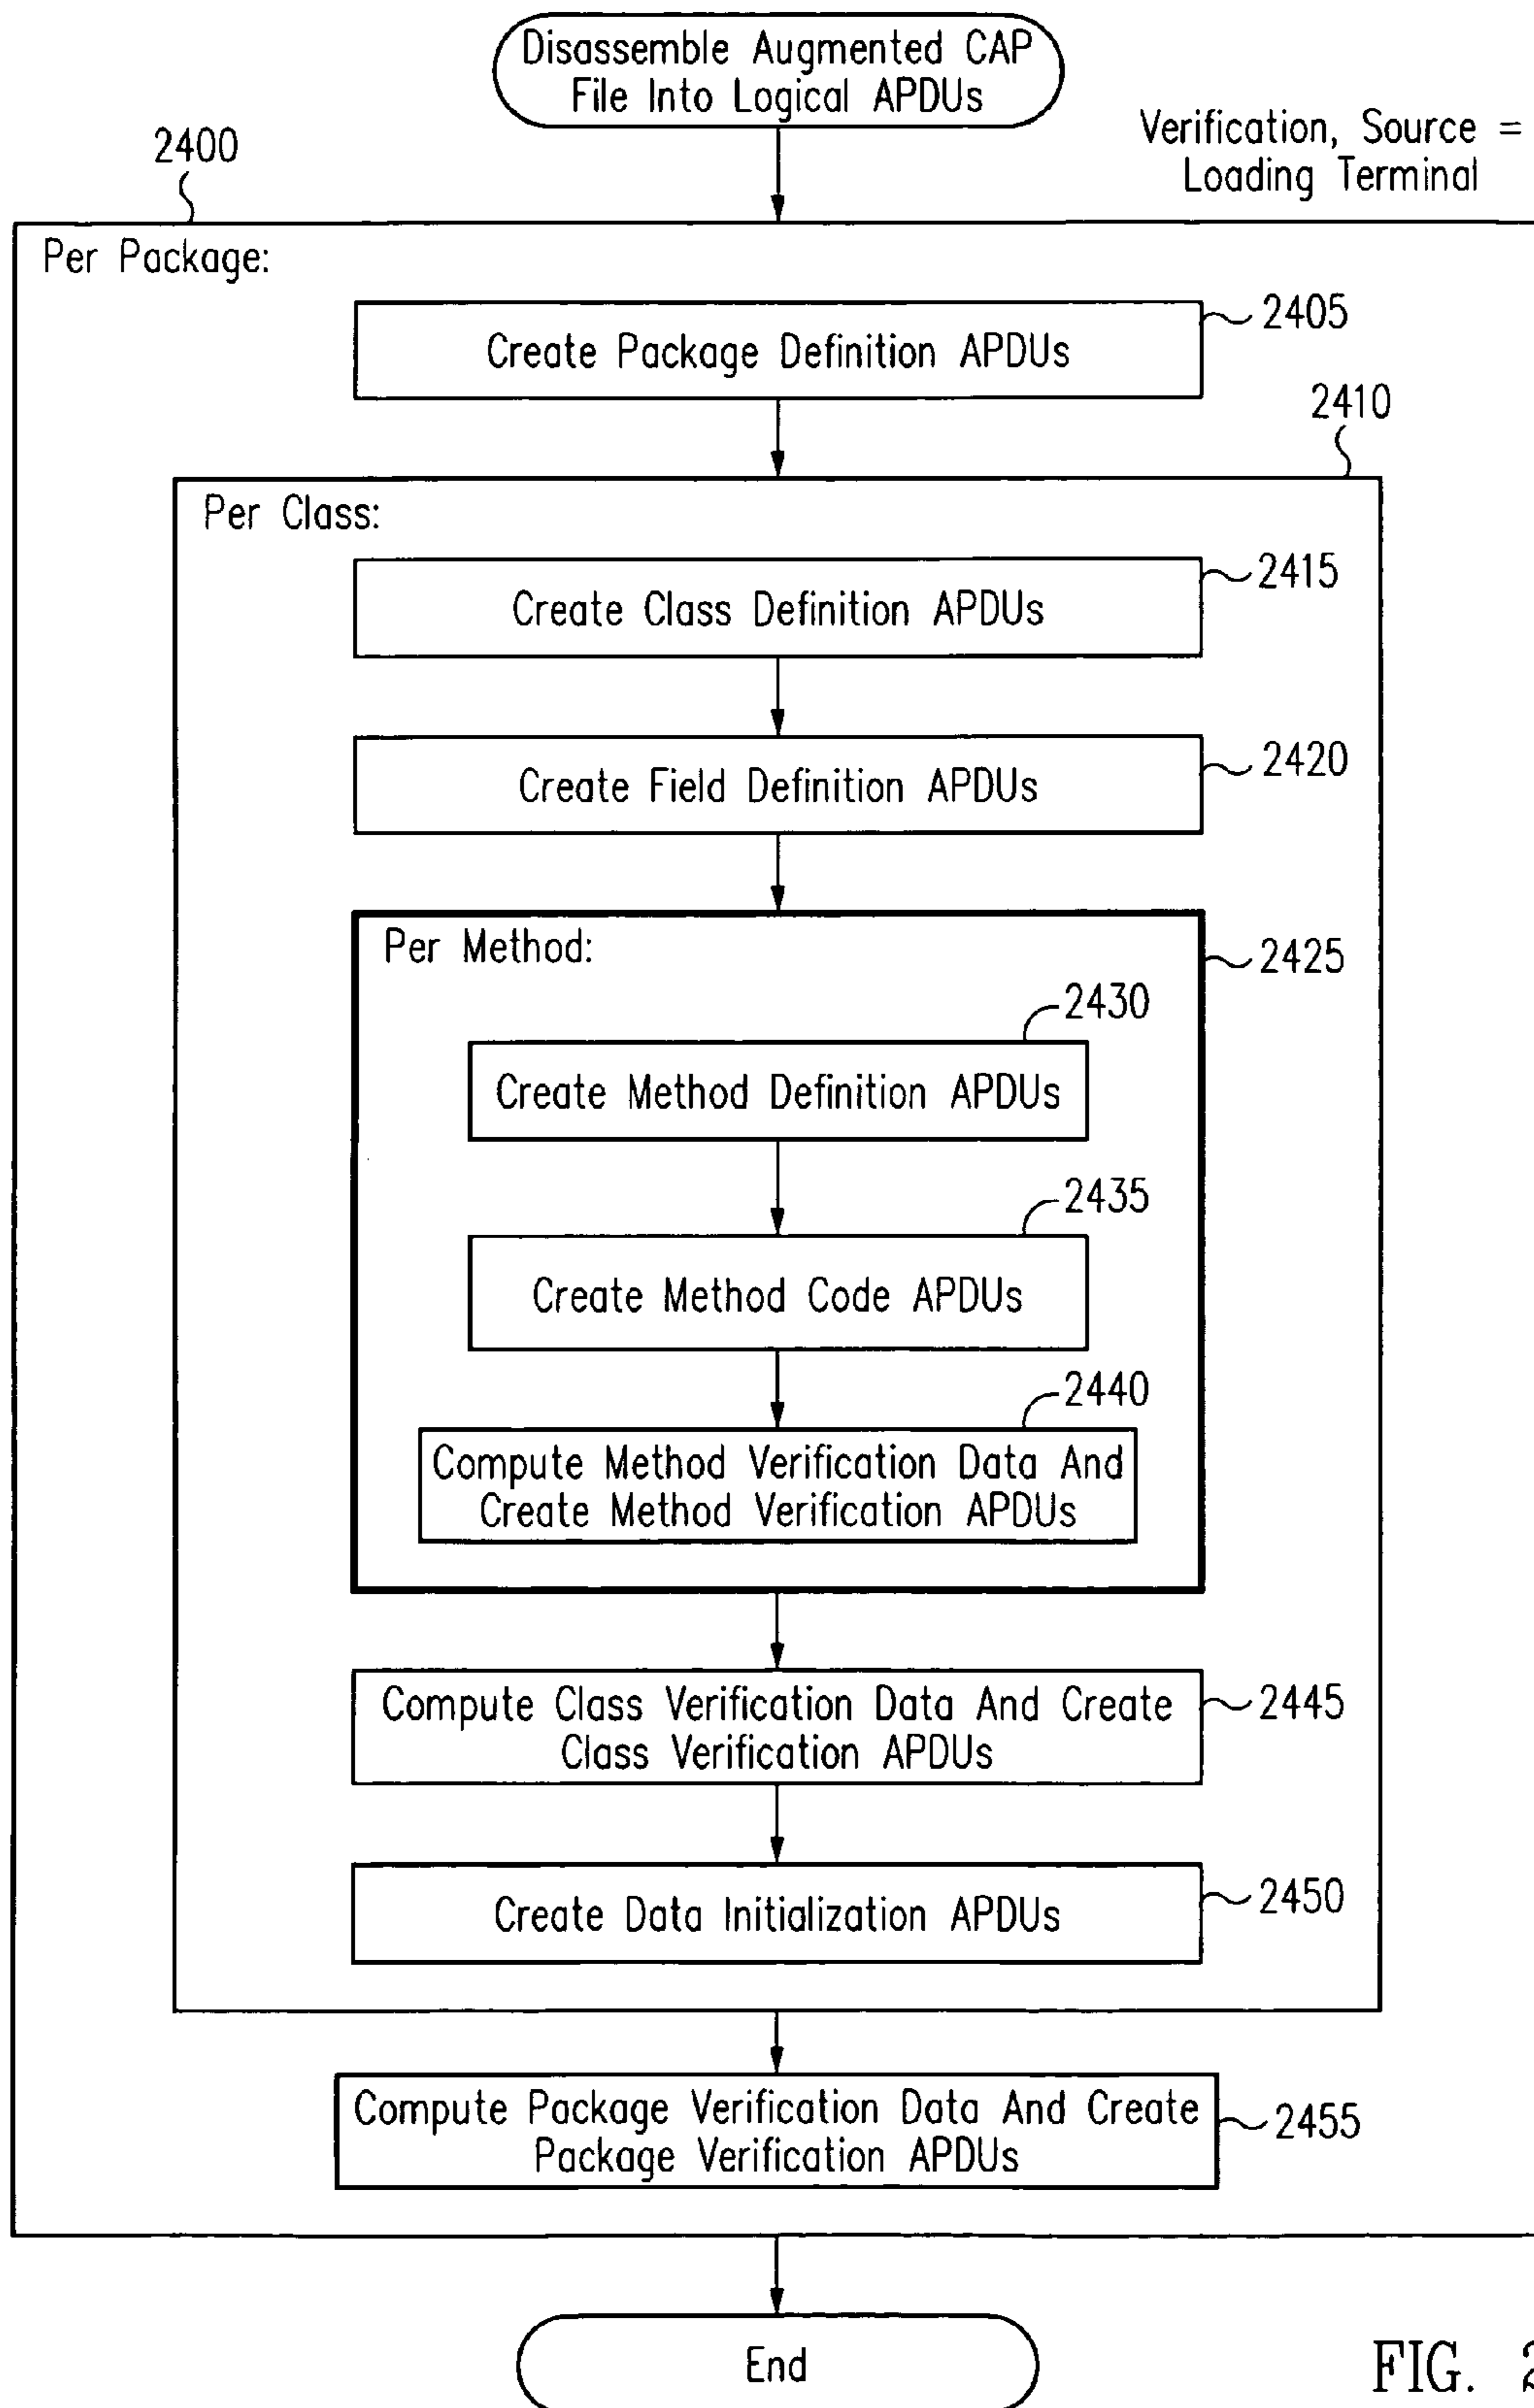 Disassemble Augmented CAP
File Into Logical APDUs
Verification, Source =
Loading Terminal
2400
Per Package:
2405
Create Package Definition APDUs
2410
Per Class:
2415
Create Class Definition APDUs
2420
Create Field Definition APDUs
Per Method:
2425
2430
Create Method Definition APDUs
2435
Create Method Code APDUs
2440
Compute Method Verification Data And
Create Method Verification APDUs
Compute Class Verification Data And Create
Class Verification APDUs
2445
Create Data Initialization APDUs
2450
Compute Package Verification Data And Create
Package Verification APDUs
2455
End
FIG.